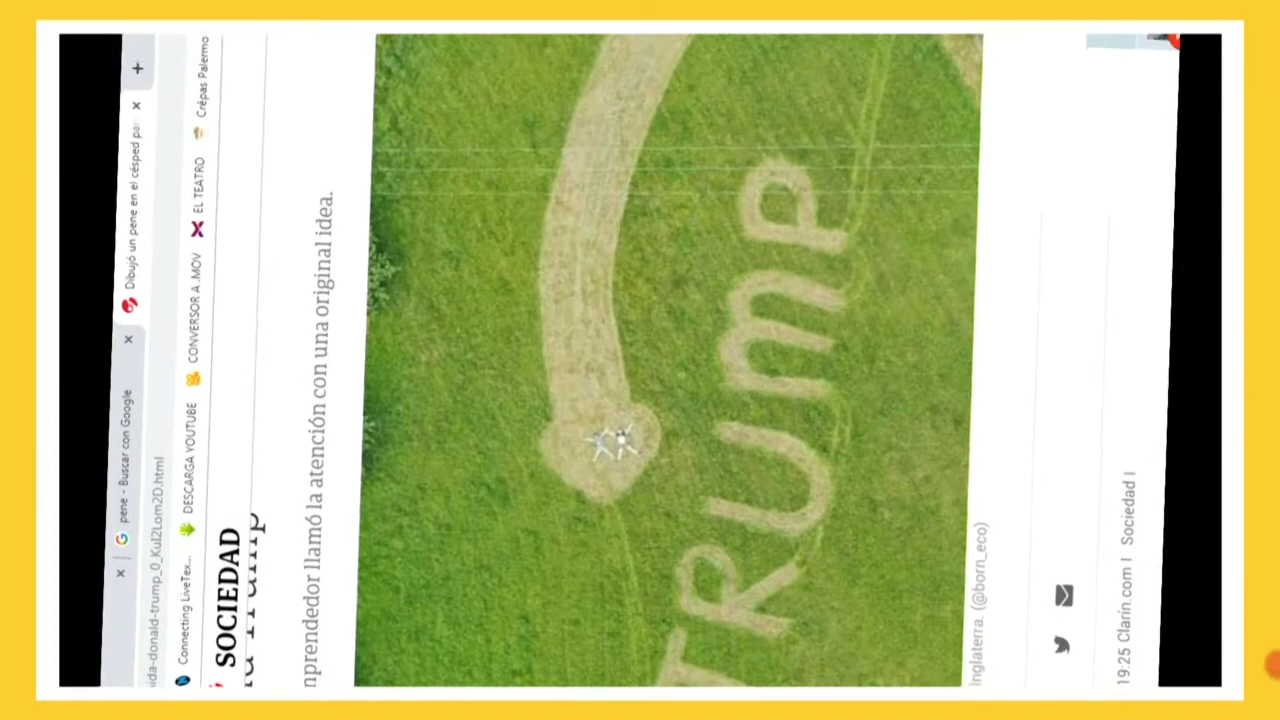 pene - Buscar con Google Dibujó un pene en el césped par
ida-donald-trump_0_KuI2Lom2D.html
Connecting LiveTex... DESCARGA YOUTUBE CONVERSOR A .MOV EL TEATRO Crêpas Palermo
SOCIEDAD
Trump
mprendedor llamó la atención con una original idea.
TRUmP
Inglaterra. (@born_eco)
19:25 Clarín.com | Sociedad |